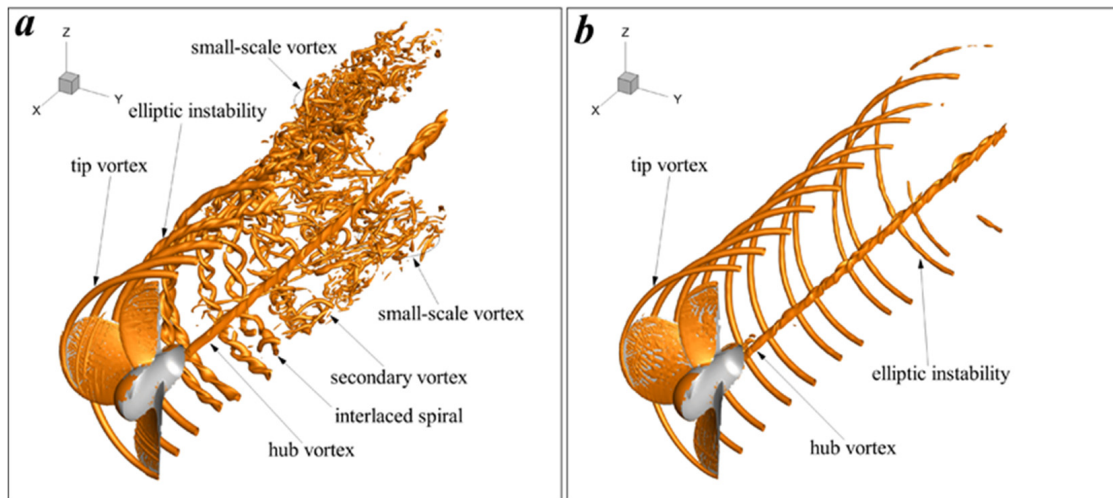 a
small-scale vortex
Z
Y
X
elliptic instability
tip vortex
small-scale vortex
secondary vortex
interlaced spiral
hub vortex
b
Z
Y
X
tip vortex
elliptic instability
hub vortex